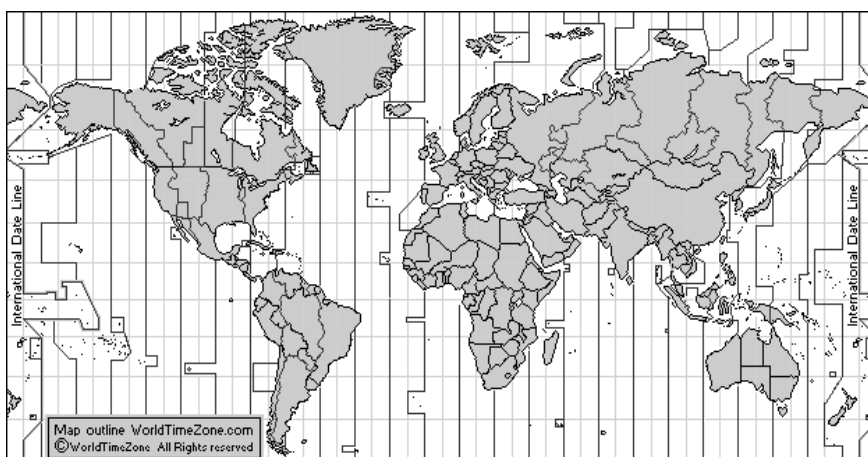 International Date Line
International Date Line
Map outline WorldTimeZone.com
©WorldTimeZone All Rights reserved